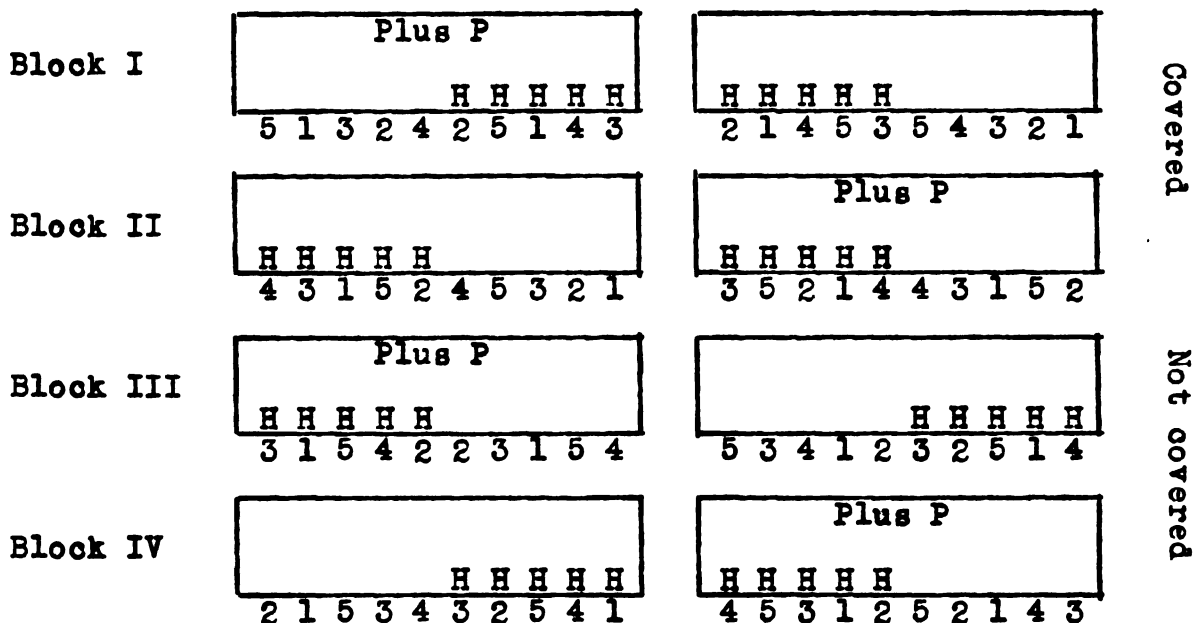 Plus P
Block I
H H H H H H H H H H
5 1 3 2 4 2 5 1 4 3 2 1 4 5 3 5 4 3 2 1
Covered
Plus P
Block II
H H H H H H H H H H
4 3 1 5 2 4 5 3 2 1 3 5 2 1 4 4 3 1 5 2
Plus P
Block III
H H H H H H H H H H
3 1 5 4 2 2 3 1 5 4 5 3 4 1 2 3 2 5 1 4
Not covered
Plus P
Block IV
H H H H H H H H H H
2 1 5 3 4 3 2 5 4 1 4 5 3 1 2 5 2 1 4 3